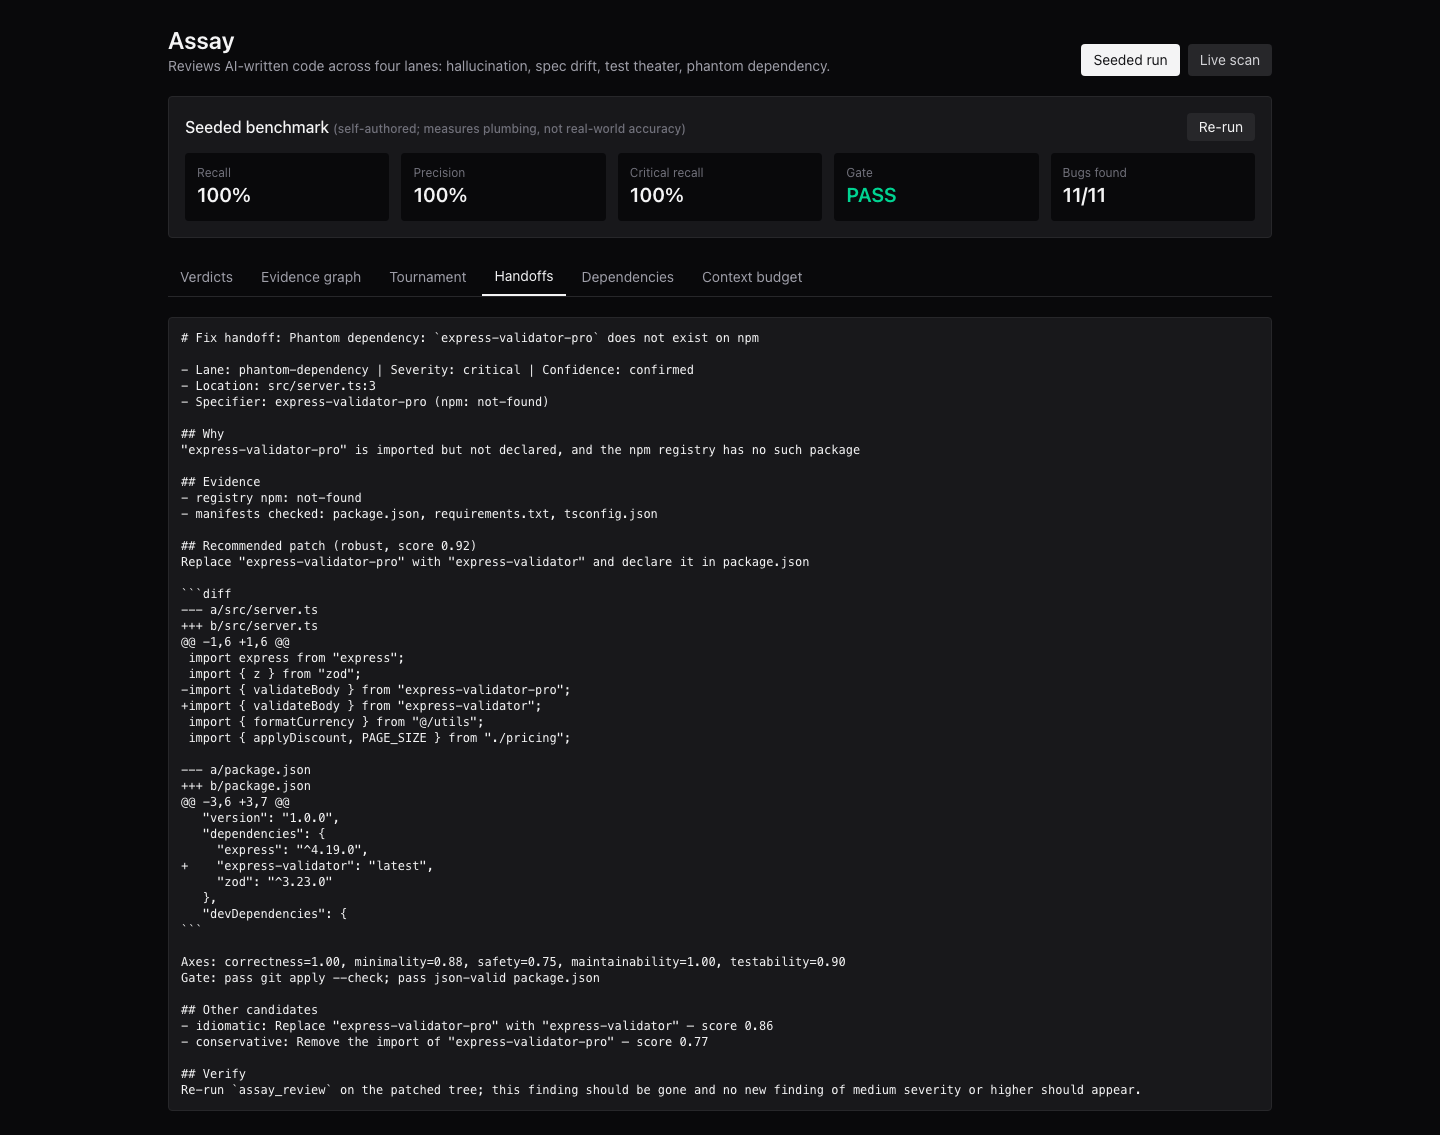 Assay
Reviews AI-written code across four lanes: hallucination, spec drift, test theater, phantom dependency.
Seeded run
Live scan
Seeded benchmark (self-authored; measures plumbing, not real-world accuracy)
Re-run
Recall
100%
Precision
100%
Critical recall
100%
Gate
PASS
Bugs found
11/11
Verdicts
Evidence graph
Tournament
Handoffs
Dependencies
Context budget
# Fix handoff: Phantom dependency: `express-validator-pro` does not exist on npm
- Lane: phantom-dependency | Severity: critical | Confidence: confirmed
- Location: src/server.ts:3
- Specifier: express-validator-pro (npm: not-found)
## Why
"express-validator-pro" is imported but not declared, and the npm registry has no such package
## Evidence
- registry npm: not-found
- manifests checked: package.json, requirements.txt, tsconfig.json
## Recommended patch (robust, score 0.92)
Replace "express-validator-pro" with "express-validator" and declare it in package.json
```diff
--- a/src/server.ts
+++ b/src/server.ts
@@ -1,6 +1,6 @@
 import express from "express";
 import { z } from "zod";
-import { validateBody } from "express-validator-pro";
+import { validateBody } from "express-validator";
 import { formatCurrency } from "@/utils";
 import { applyDiscount, PAGE_SIZE } from "./pricing";
--- a/package.json
+++ b/package.json
@@ -3,6 +3,7 @@
   "version": "1.0.0",
   "dependencies": {
     "express": "^4.19.0",
+    "express-validator": "latest",
     "zod": "^3.23.0"
   },
   "devDependencies": {
```
Axes: correctness=1.00, minimality=0.88, safety=0.75, maintainability=1.00, testability=0.90
Gate: pass git apply --check; pass json-valid package.json
## Other candidates
- idiomatic: Replace "express-validator-pro" with "express-validator" — score 0.86
- conservative: Remove the import of "express-validator-pro" — score 0.77
## Verify
Re-run `assay_review` on the patched tree; this finding should be gone and no new finding of medium severity or higher should appear.